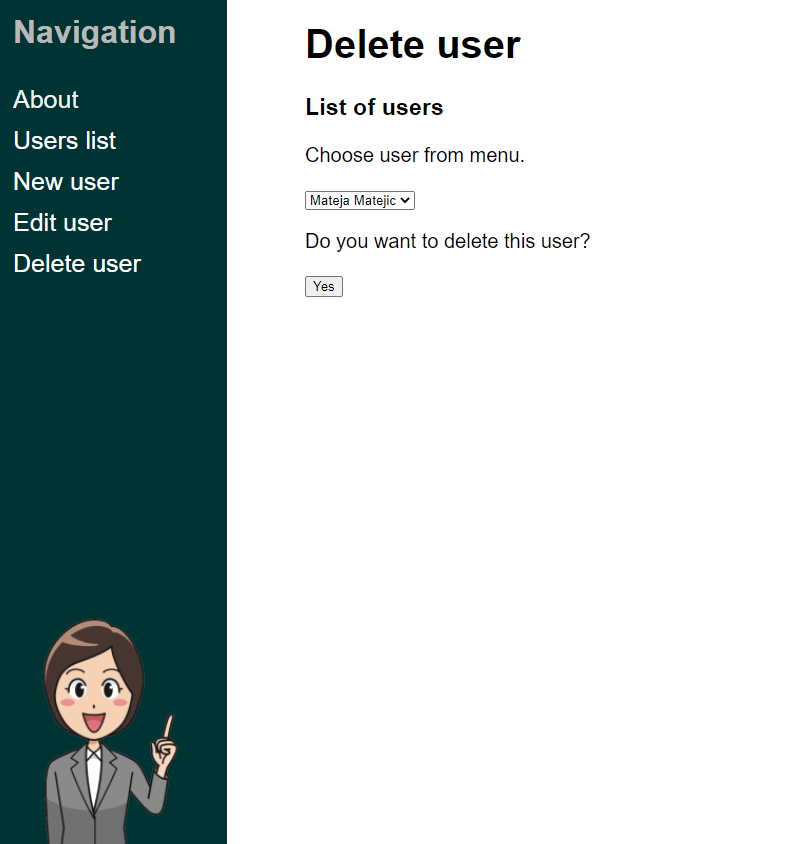 Navigation
About
Users list
New user
Edit user
Delete user
Delete user
List of users
Choose user from menu.
Mateja Matejic
Do you want to delete this user?
Yes